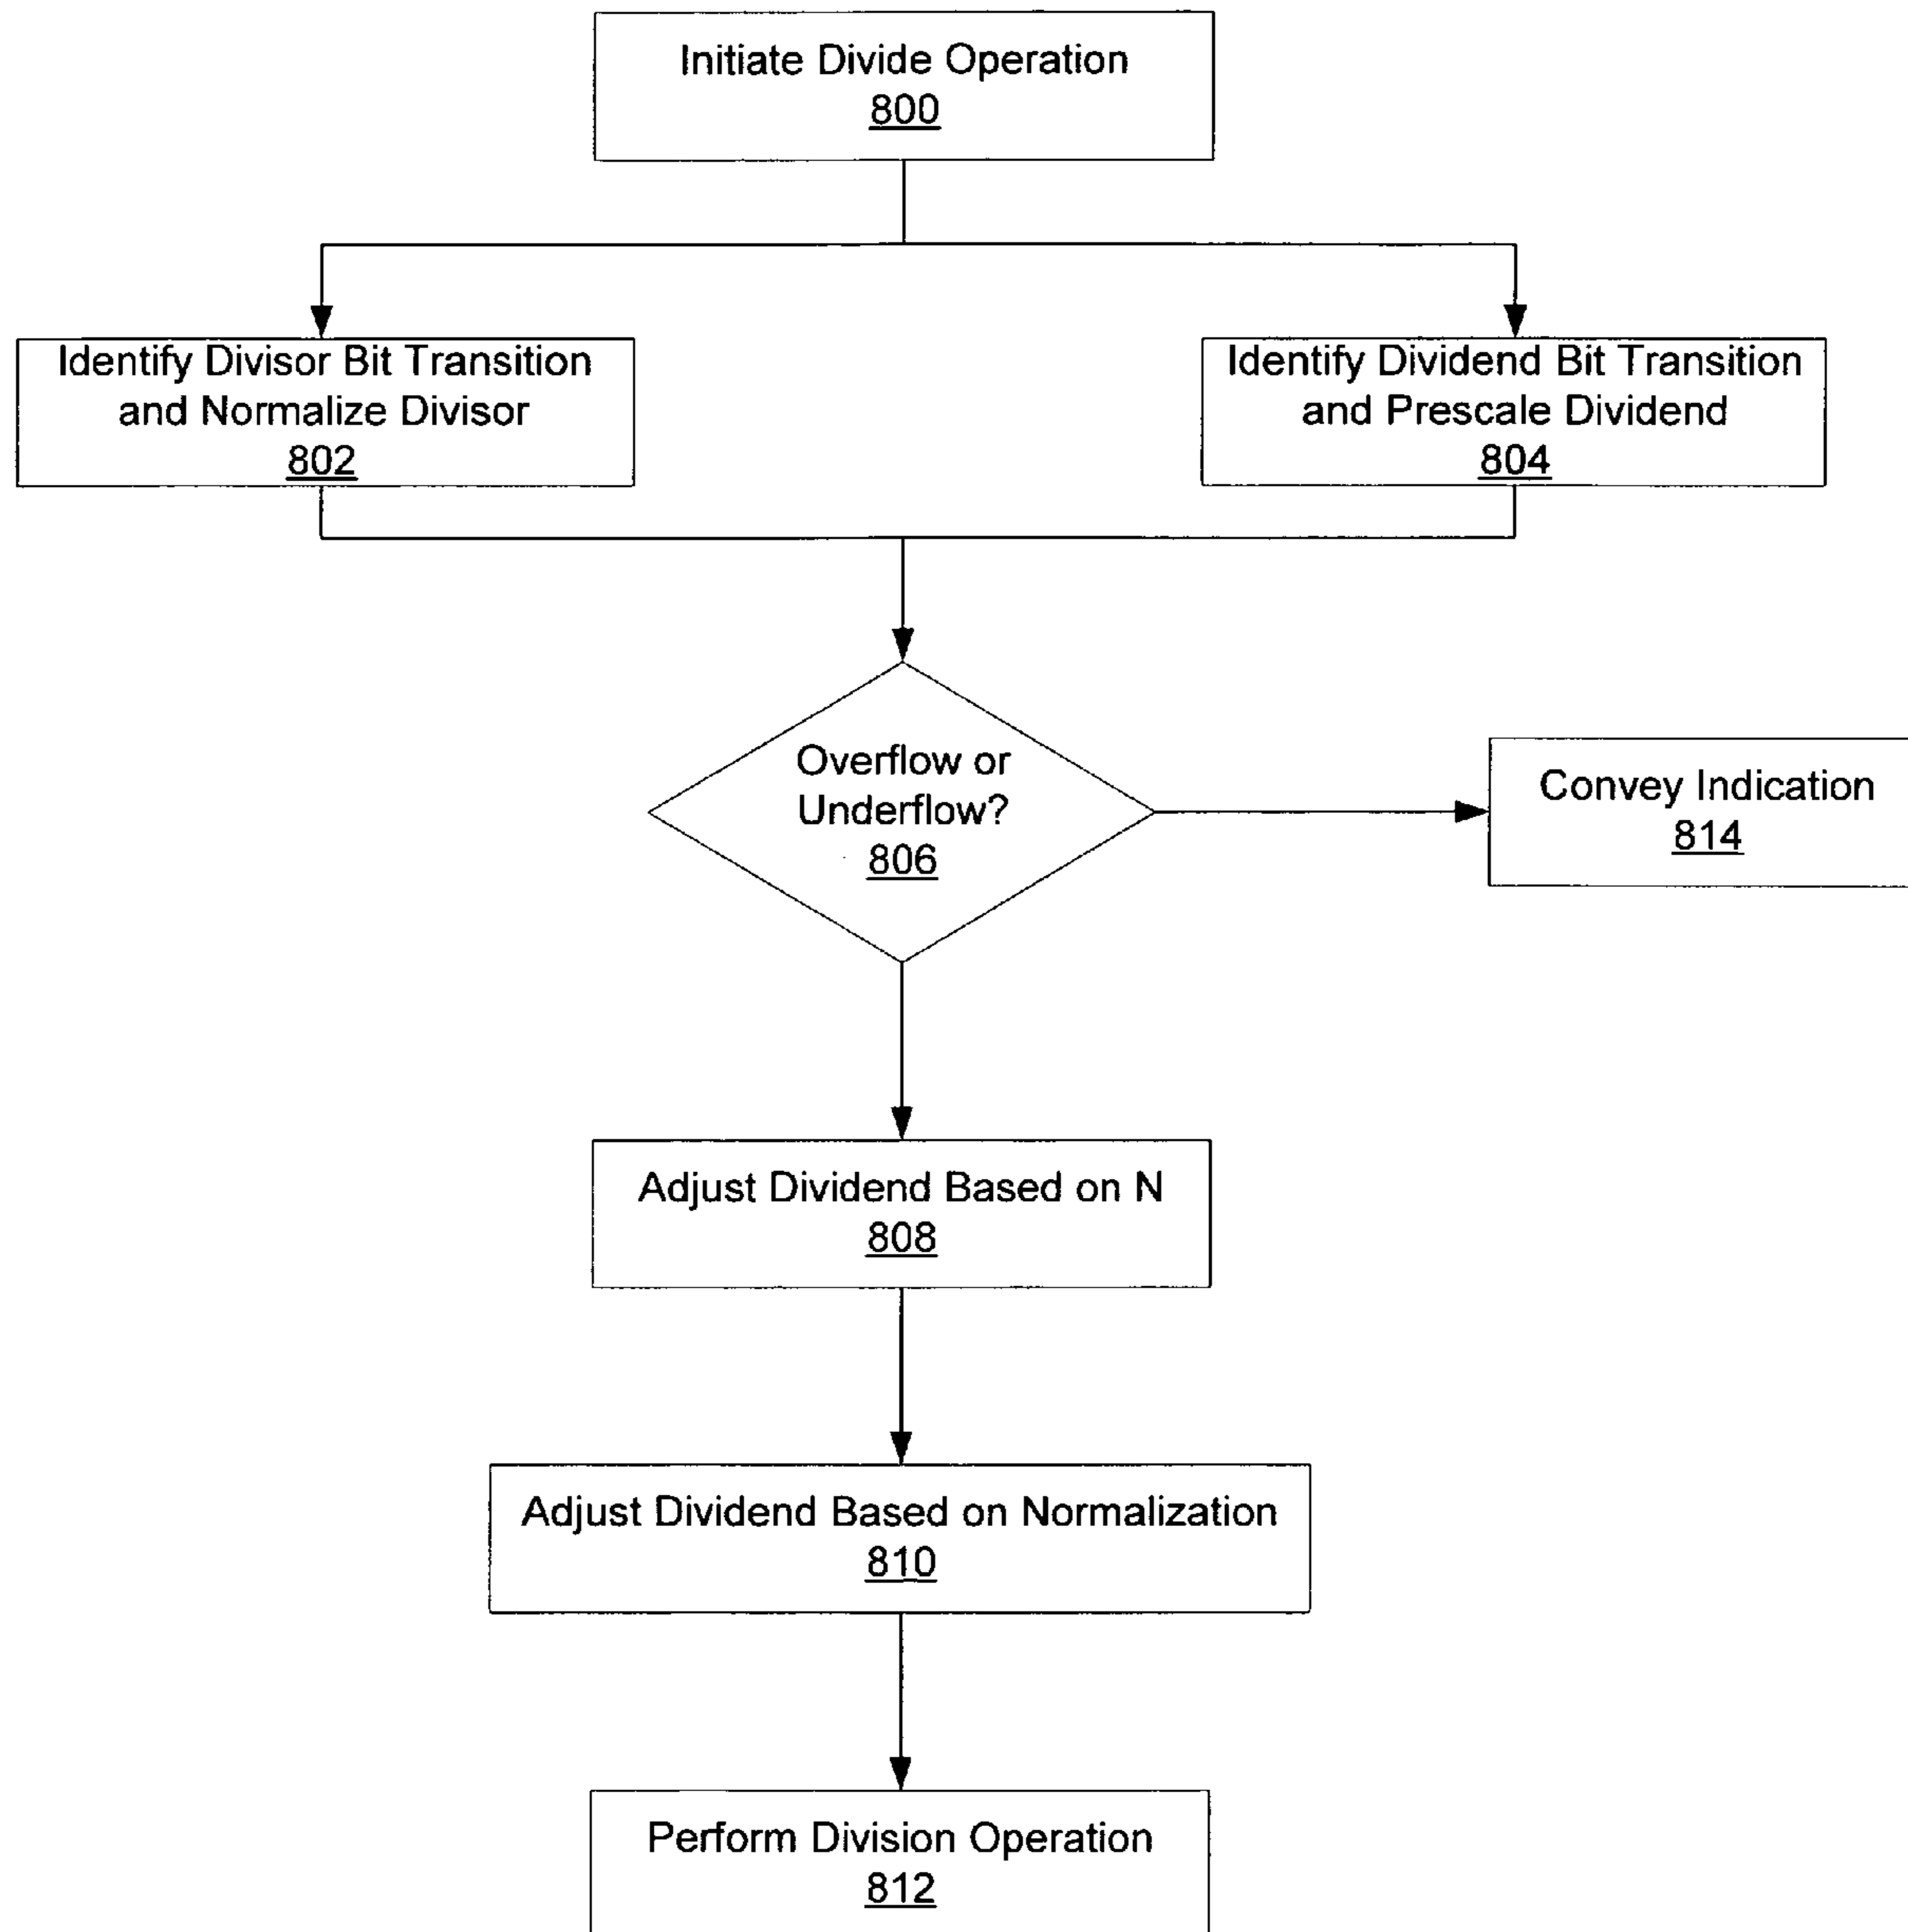 Initiate Divide Operation
800
Identify Divisor Bit Transition
and Normalize Divisor
802
Identify Dividend Bit Transition
and Prescale Dividend
804
Overflow or
Underflow?
806
Convey Indication
814
Adjust Dividend Based on N
808
Adjust Dividend Based on Normalization
810
Perform Division Operation
812